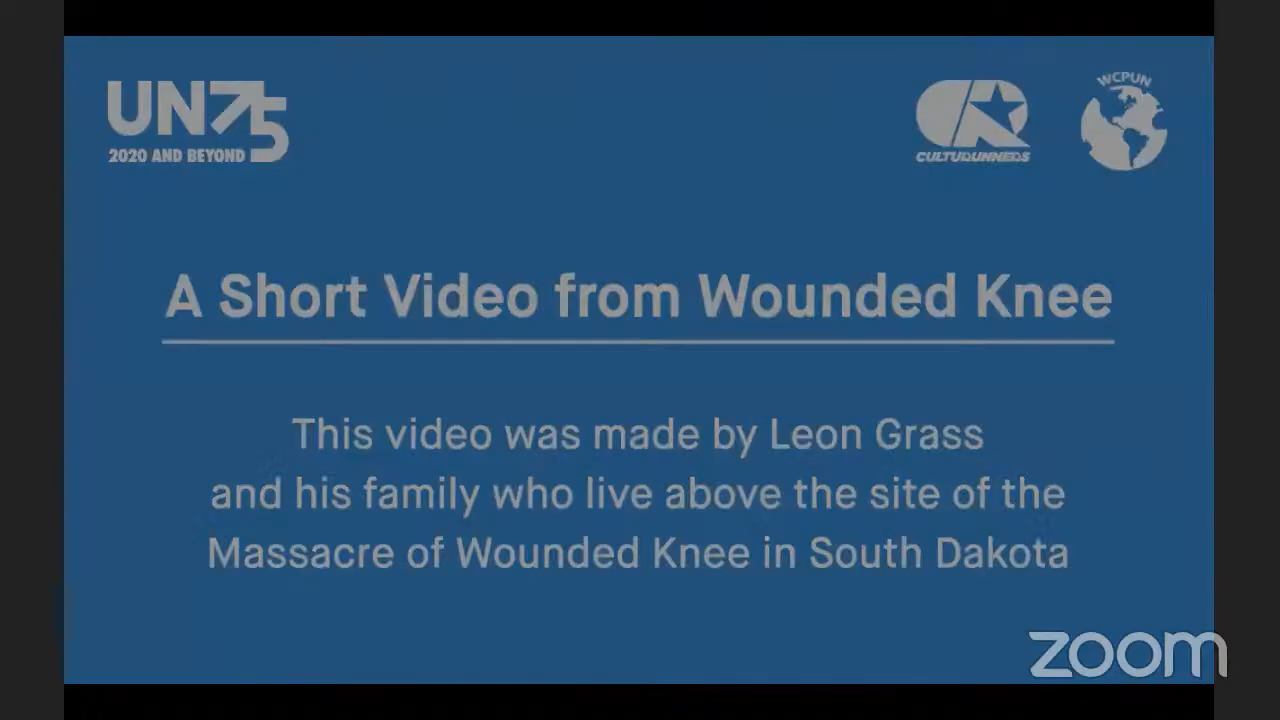 UN75
2020 AND BEYOND
CULTURUNNERS
WCPUN
A Short Video from Wounded Knee
This video was made by Leon Grass
and his family who live above the site of the
Massacre of Wounded Knee in South Dakota
zoom